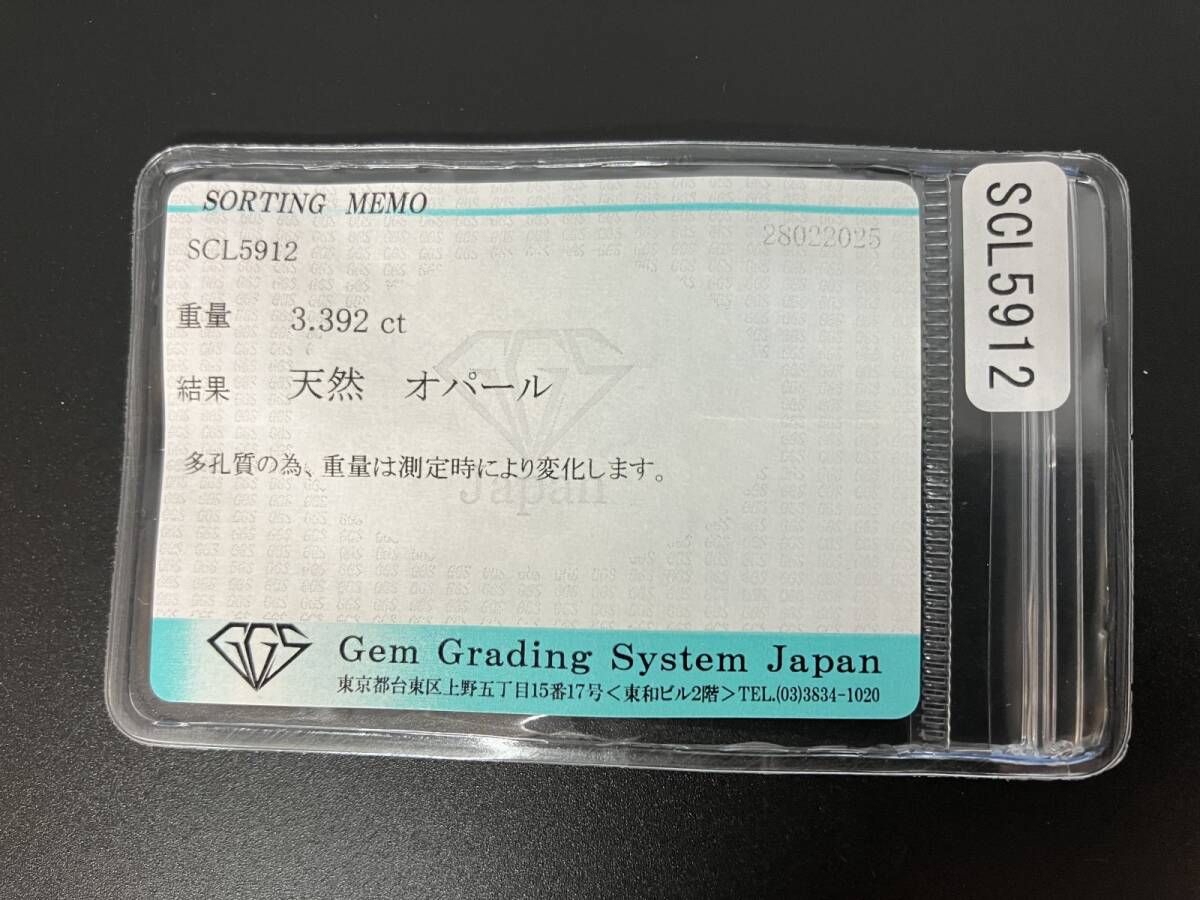 SORTING MEMO
SCL5912
28022025
重量 3.392 ct
結果 天然 オパール
多孔質の為、重量は測定時により変化します。
GGS
Japan
GGS
Gem Grading System Japan
東京都台東区上野五丁目15番17号<東和ビル2階>TEL.(03)3834-1020
SCL5912